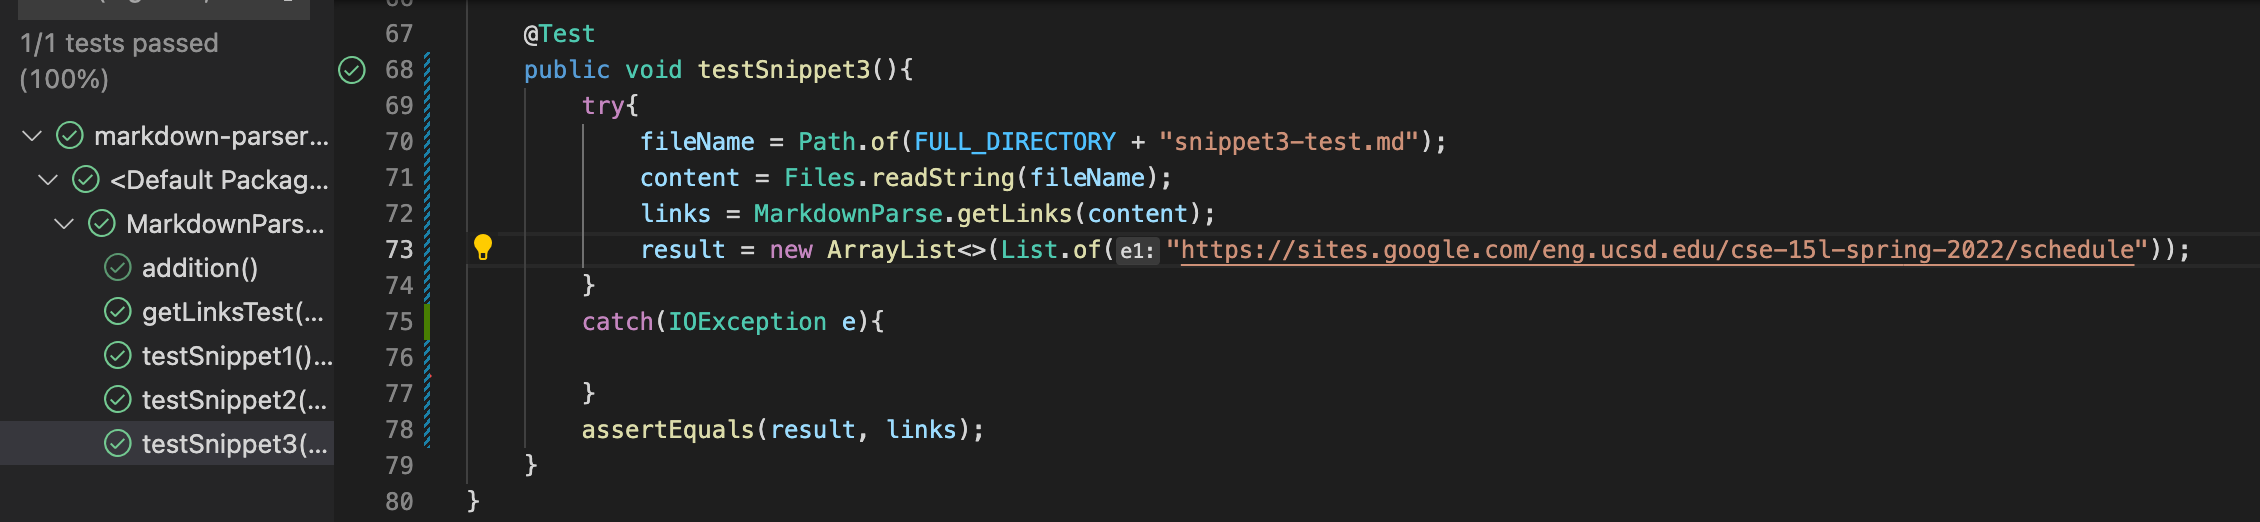 1/1 tests passed
(100%)
markdown-parser...
<Default Packag...
MarkdownPars...
addition()
getLinksTest(...
testSnippet1()...
testSnippet2(...
testSnippet3(...
67 @Test
68 public void testSnippet3(){
69 try{
70 fileName = Path.of(FULL_DIRECTORY + "snippet3-test.md");
71 content = Files.readString(fileName);
72 links = MarkdownParse.getLinks(content);
73 result = new ArrayList<>(List.of(e1: "https://sites.google.com/eng.ucsd.edu/cse-15l-spring-2022/schedule"));
74 }
75 catch(IOException e){
76
77 }
78 assertEquals(result, links);
79 }
80 }